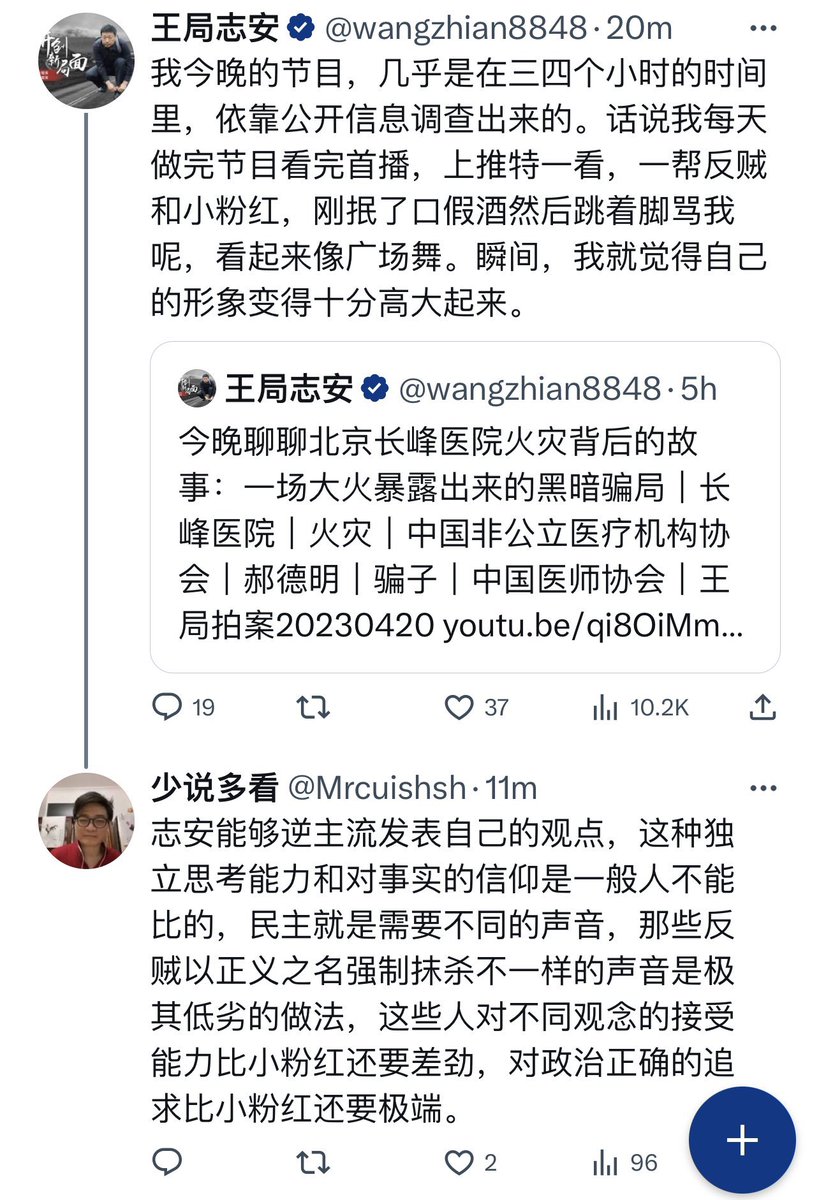 王局志安 @wangzhian8848·20m
我今晚的节目，几乎是在三四个小时的时间
里，依靠公开信息调查出来的。话说我每天
做完节目看完首播，上推特一看，一帮反贼
和小粉红，刚抿了口假酒然后跳着脚骂我
呢，看起来像广场舞。瞬间，我就觉得自己
的形象变得十分高大起来。
王局志安 @wangzhian8848·5h
今晚聊聊北京长峰医院火灾背后的故
事：一场大火暴露出来的黑暗骗局｜长
峰医院｜火灾｜中国非公立医疗机构协
会｜郝德明｜骗子｜中国医师协会｜王
局拍案20230420 youtu.be/qi8OiMm...
19 37 10.2K
少说多看 @Mrcuishsh·11m
志安能够逆主流发表自己的观点，这种独
立思考能力和对事实的信仰是一般人不能
比的，民主就是需要不同的声音，那些反
贼以正义之名强制抹杀不一样的声音是极
其低劣的做法，这些人对不同观念的接受
能力比小粉红还要差劲，对政治正确的追
求比小粉红还要极端。
2 96